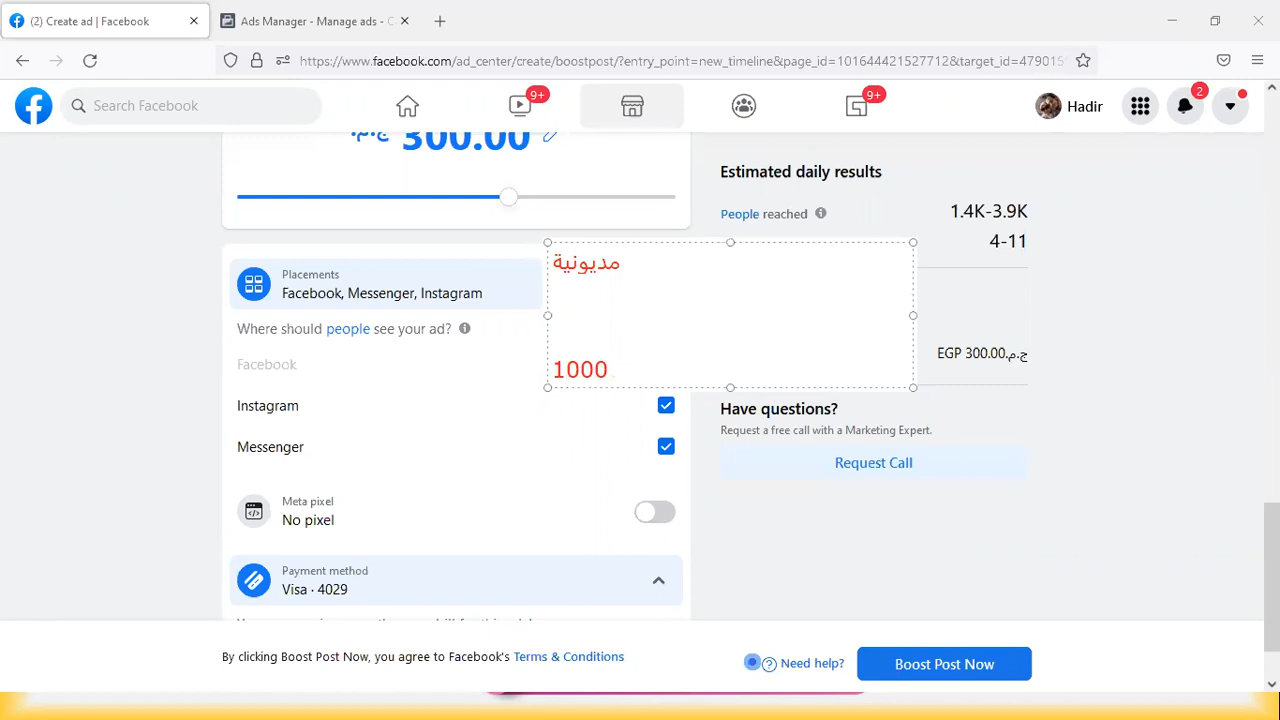 (2) Create ad | Facebook
Ads Manager - Manage ads - C
https://www.facebook.com/ad_center/create/boostpost/?entry_point=new_timeline&page_id=101644421527712&target_id=479015
Search Facebook
9+
9+
Hadir
2
300.00 ج.م.
Estimated daily results
People reached
1.4K-3.9K
4-11
مديونية
Placements
Facebook, Messenger, Instagram
Where should people see your ad?
EGP 300.00ج.م.
Facebook
1000
Instagram
Have questions?
Request a free call with a Marketing Expert.
Messenger
Request Call
Meta pixel
No pixel
Payment method
Visa · 4029
By clicking Boost Post Now, you agree to Facebook's Terms & Conditions
Need help?
Boost Post Now